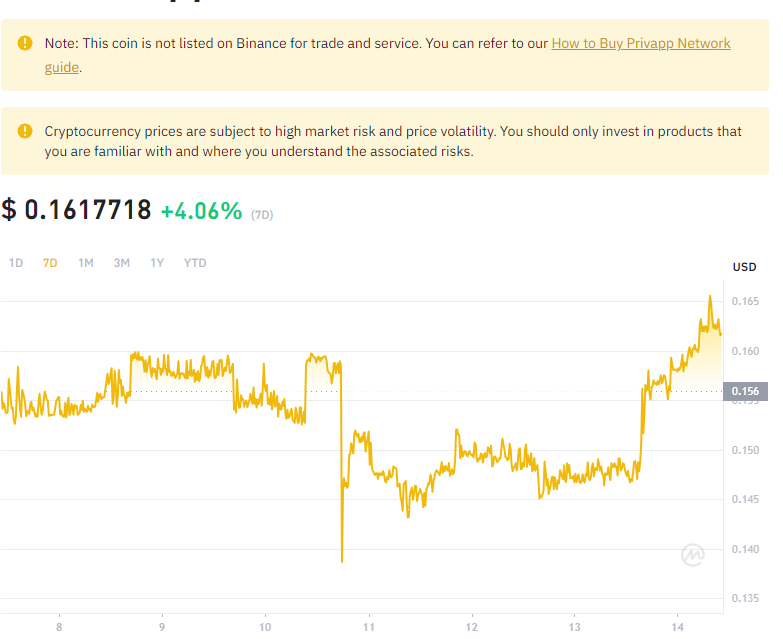 Note: This coin is not listed on Binance for trade and service. You can refer to our How to Buy Privapp Network
guide.
Cryptocurrency prices are subject to high market risk and price volatility. You should only invest in products that
you are familiar with and where you understand the associated risks.
$ 0.1617718 +4.06% (7D)
1D 7D 1M 3M 1Y YTD
USD
0.165
0.160
0.156
0.155
0.150
0.145
0.140
0.135
8 9 10 11 12 13 14